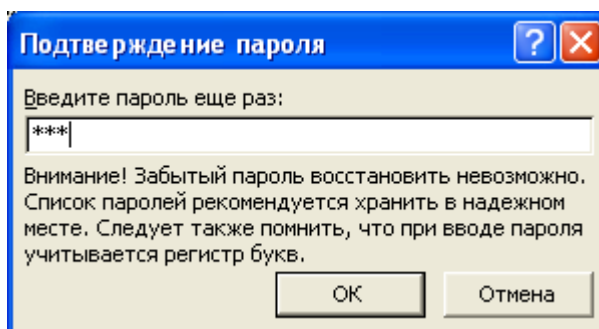 Подтверждение пароля
Введите пароль еще раз:
***
Внимание! Забытый пароль восстановить невозможно.
Список паролей рекомендуется хранить в надежном
месте. Следует также помнить, что при вводе пароля
учитывается регистр букв.
ОК Отмена